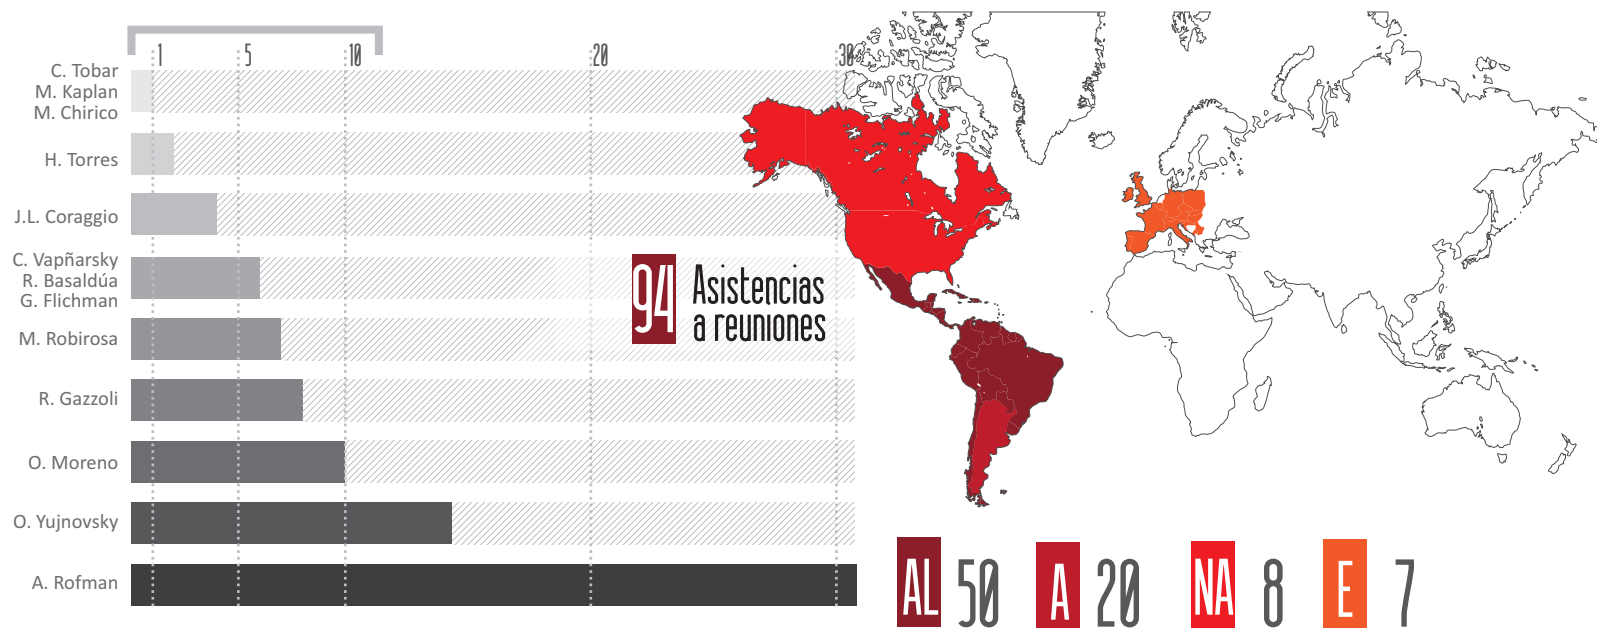 1 5 10 20 30
C. Tobar
M. Kaplan
M. Chirico
H. Torres
J.L. Coraggio
C. Vapñarsky
R. Basaldúa
G. Flichman
M. Robirosa
R. Gazzoli
O. Moreno
O. Yujnovsky
A. Rofman
94 Asistencias
a reuniones
AL 50 A 20 NA 8 E 7